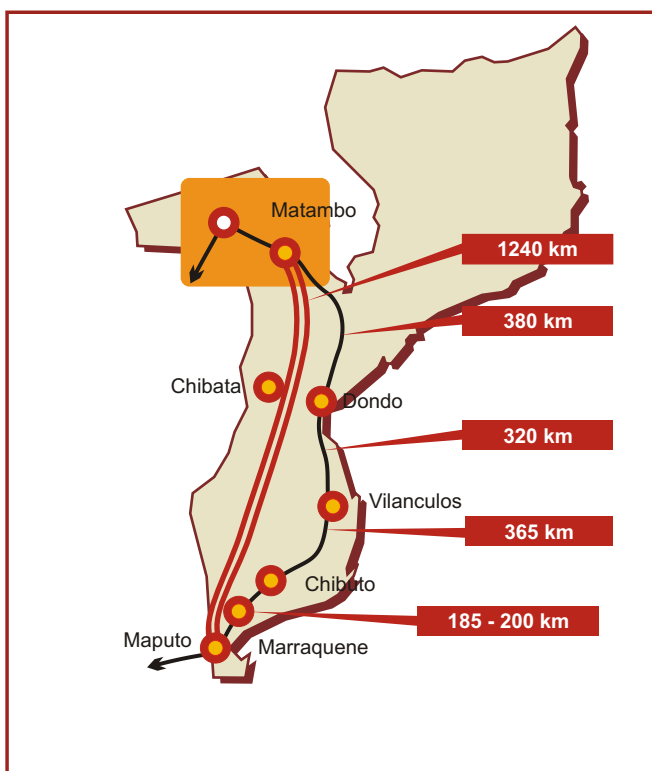 Matambo
1240 km
380 km
Chibata
Dondo
320 km
Vilanculos
365 km
Chibuto
185 - 200 km
Maputo
Marraquene